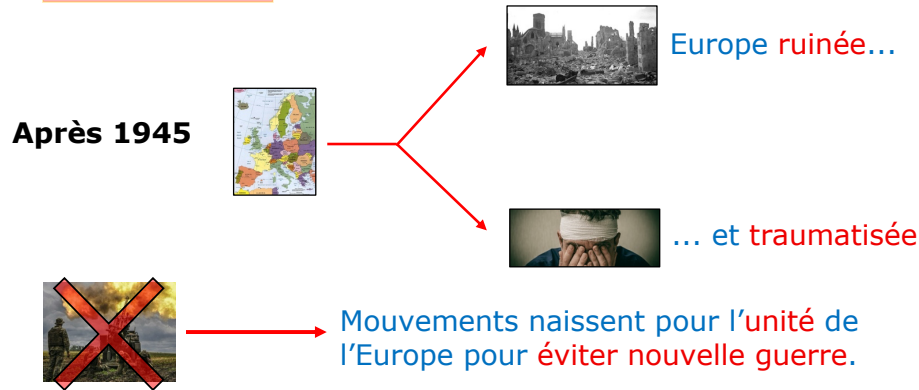 Europe ruinée...
Après 1945
... et traumatisée
Mouvements naissent pour l'unité de
l'Europe pour éviter nouvelle guerre.